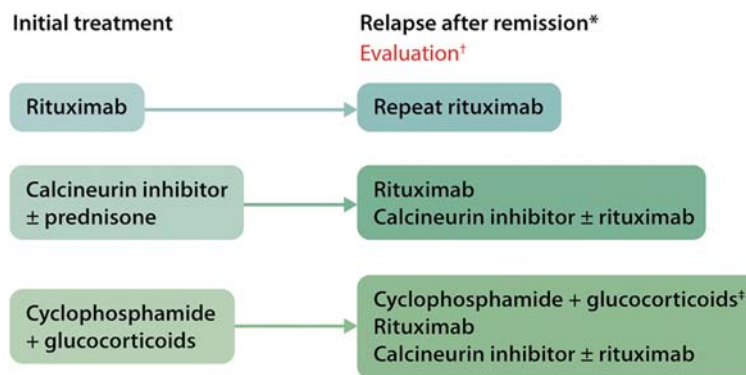 Initial treatment
Relapse after remission*
Evaluation†
Rituximab
Repeat rituximab
Calcineurin inhibitor
± prednisone
Rituximab
Calcineurin inhibitor ± rituximab
Cyclophosphamide
+ glucocorticoids
Cyclophosphamide + glucocorticoids‡
Rituximab
Calcineurin inhibitor ± rituximab